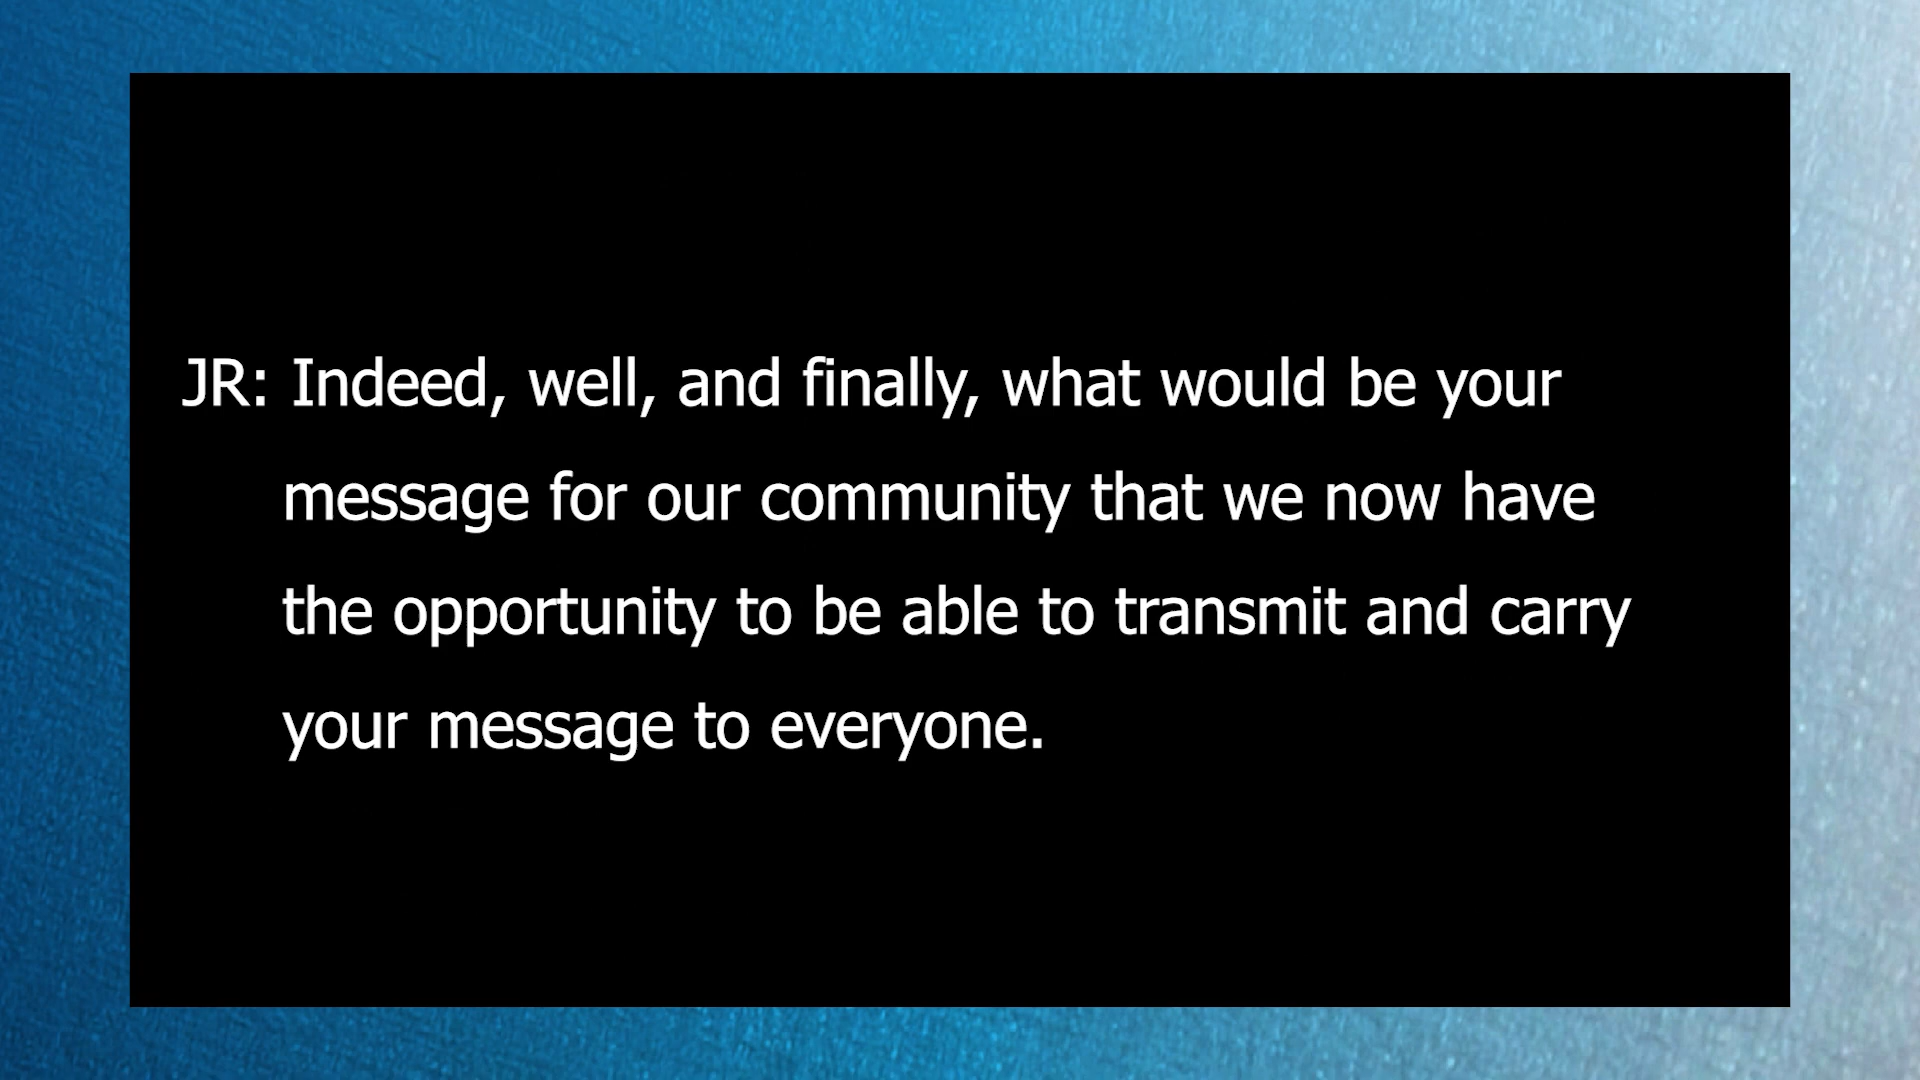 JR: Indeed, well, and finally, what would be your
message for our community that we now have
the opportunity to be able to transmit and carry
your message to everyone.